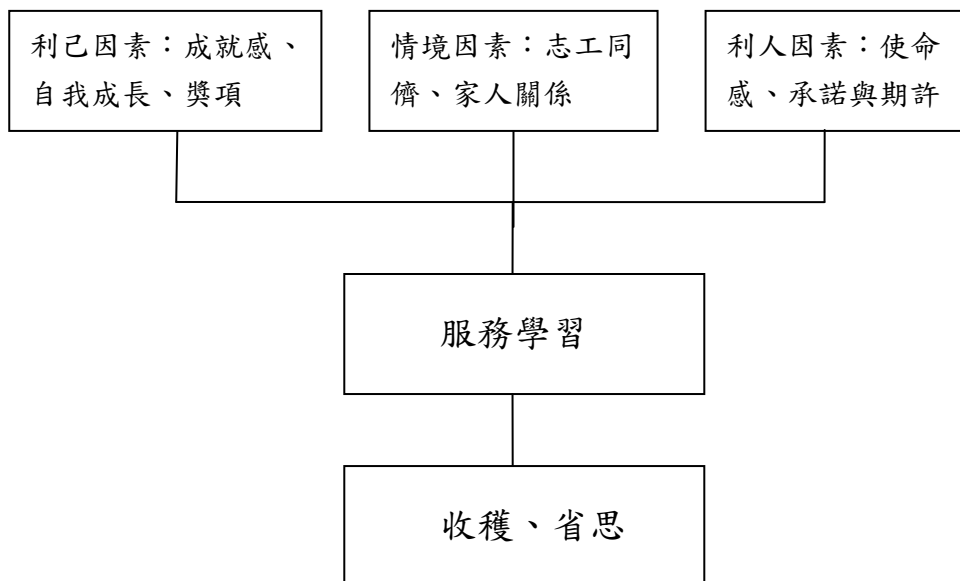 利己因素：成就感、
自我成長、獎項
情境因素：志工同
儕、家人關係
利人因素：使命
感、承諾與期許
服務學習
收穫、省思